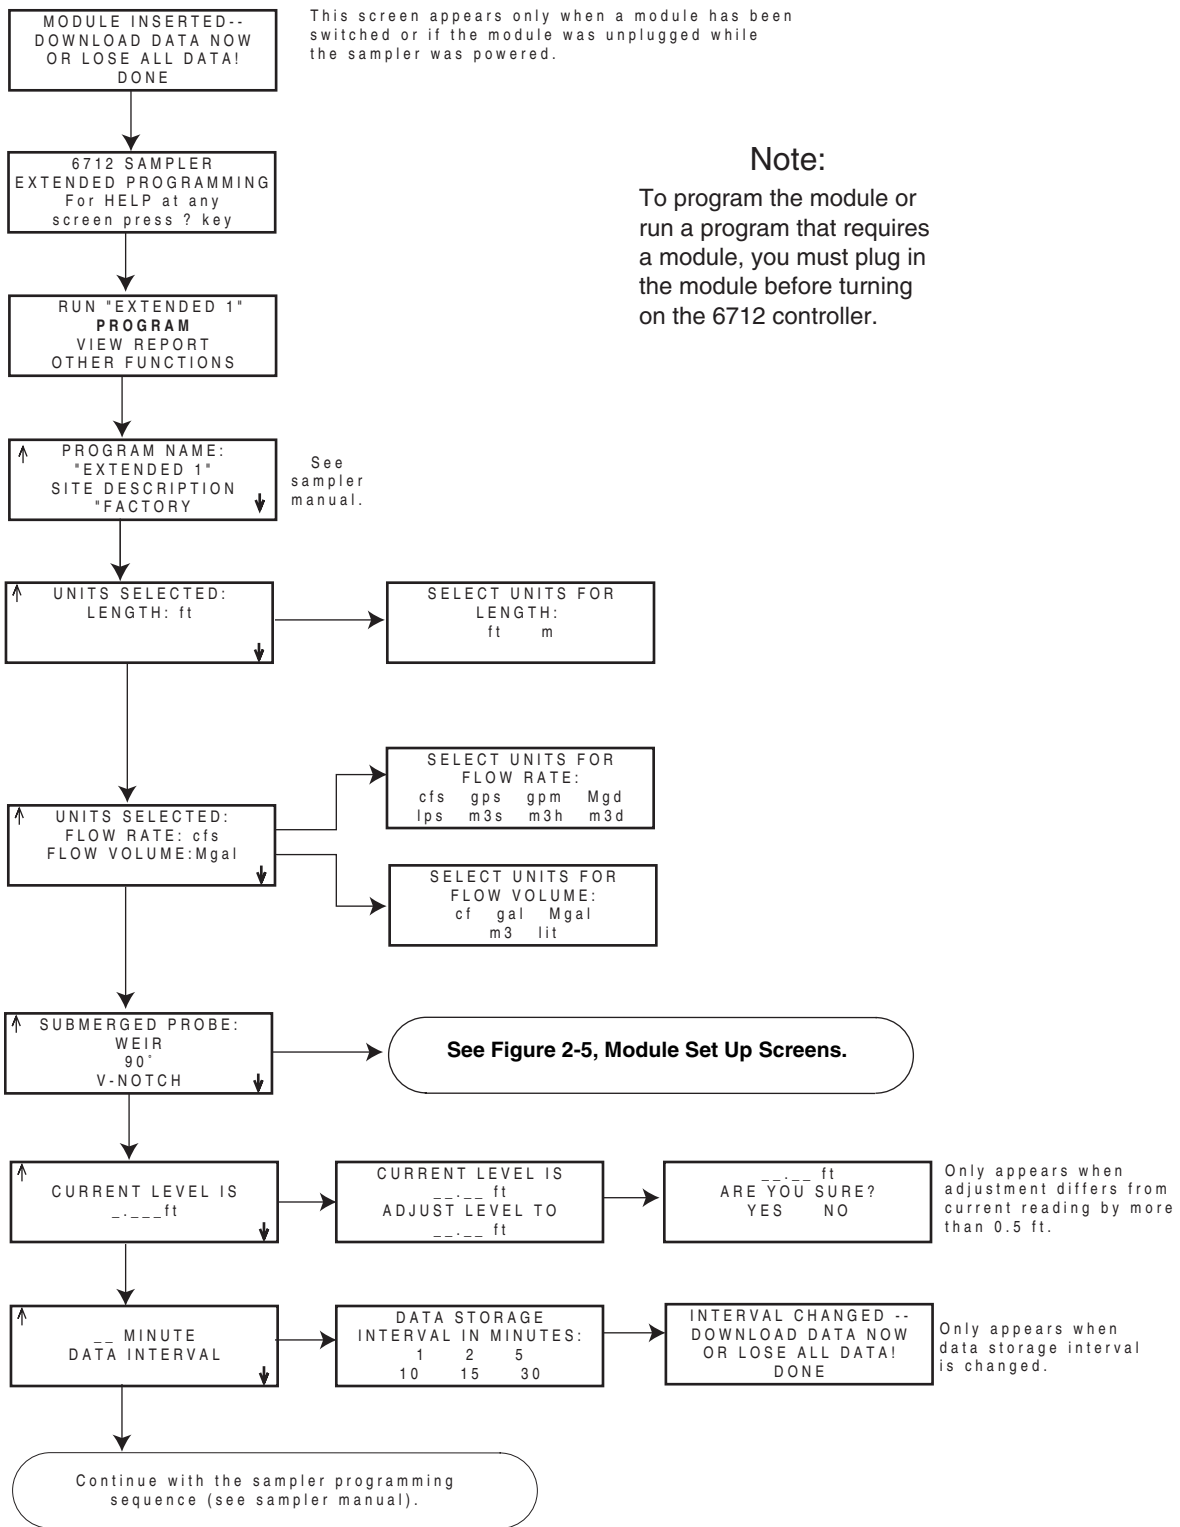 MODULE INSERTED--
DOWNLOAD DATA NOW
OR LOSE ALL DATA!
DONE
This screen appears only when a module has been
switched or if the module was unplugged while
the sampler was powered.
6712 SAMPLER
EXTENDED PROGRAMMING
For HELP at any
screen press ? key
Note:
To program the module or
run a program that requires
a module, you must plug in
the module before turning
on the 6712 controller.
RUN "EXTENDED 1"
PROGRAM
VIEW REPORT
OTHER FUNCTIONS
PROGRAM NAME:
"EXTENDED 1"
SITE DESCRIPTION
"FACTORY
See
sampler
manual.
UNITS SELECTED:
LENGTH: ft
SELECT UNITS FOR
LENGTH:
ft m
UNITS SELECTED:
FLOW RATE: cfs
FLOW VOLUME:Mgal
SELECT UNITS FOR
FLOW RATE:
cfs gps gpm Mgd
lps m3s m3h m3d
SELECT UNITS FOR
FLOW VOLUME:
cf gal Mgal
m3 lit
SUBMERGED PROBE:
WEIR
90°
V-NOTCH
See Figure 2-5, Module Set Up Screens.
CURRENT LEVEL IS
_.___ft
CURRENT LEVEL IS
__.__ ft
ADJUST LEVEL TO
__.__ ft
__.__ ft
ARE YOU SURE?
YES NO
Only appears when
adjustment differs from
current reading by more
than 0.5 ft.
__ MINUTE
DATA INTERVAL
DATA STORAGE
INTERVAL IN MINUTES:
1 2 5
10 15 30
INTERVAL CHANGED --
DOWNLOAD DATA NOW
OR LOSE ALL DATA!
DONE
Only appears when
data storage interval
is changed.
Continue with the sampler programming
sequence (see sampler manual).